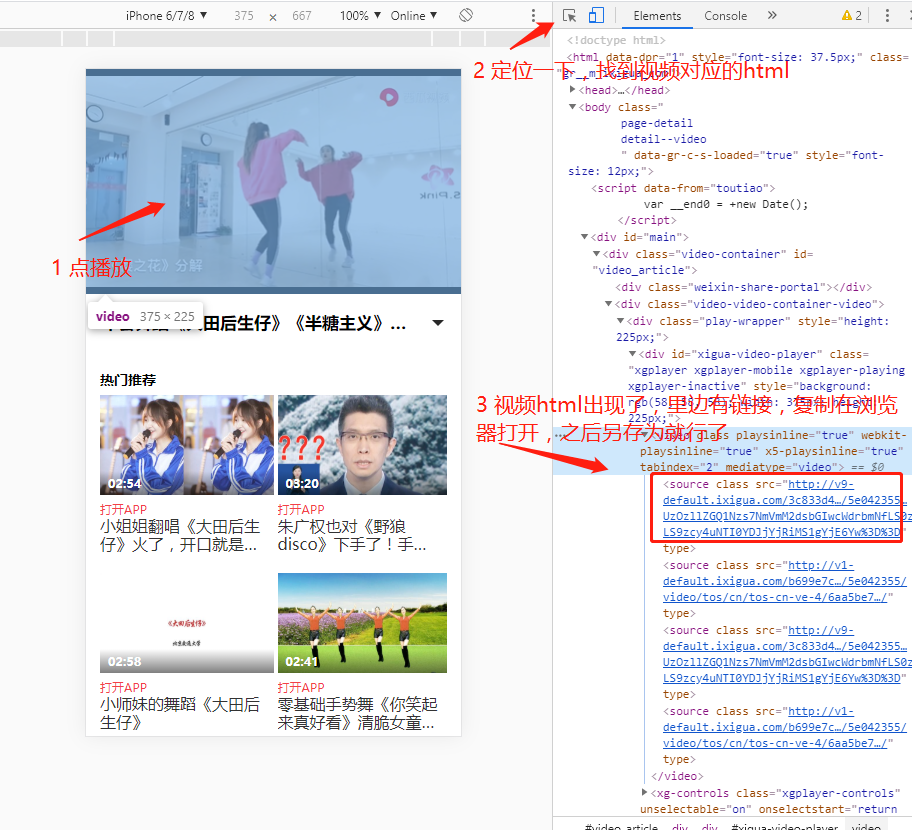 iPhone 6/7/8 ▼ 375 × 667 100% ▼ Online ▼
Elements Console » 2
2 定位一下，找到视频对应的html
1 点播放
之花》分解
video 375 × 225
大田后生仔》《半糖主义》...
热门推荐
02:54
???
03:20
打开APP
小姐姐翻唱《大田后生
仔》火了，开口就是...
打开APP
朱广权也对《野狼
disco》下手了！手...
《大田后生仔》
02:58
02:41
打开APP
小师妹的舞蹈《大田后
生仔》
打开APP
零基础手势舞《你笑起
来真好看》清脆女童...
<!doctype html>
<html data-dpr="1" style="font-size: 37.5px;" class=
▶<head>…</head>
▼<body class="
page-detail
detail--video
" data-gr-c-s-loaded="true" style="font-
size: 12px;">
<script data-from="toutiao">
var __end0 = +new Date();
</script>
▼<div id="main">
▼<div class="video-container" id=
"video_article">
<div class="weixin-share-portal"></div>
▼<div class="video-video-container-video">
▼<div class="play-wrapper" style="height:
225px;">
▼<div id="xigua-video-player" class=
"xgplayer xgplayer-mobile xgplayer-playing
xgplayer-inactive" style="background:
3 视频html出现了，里边有链接，复制在浏览
器打开，之后另存为就行了
225px;">
class playsinline="true" webkit-
playsinline="true" x5-playsinline="true"
tabindex="2" mediatype="video"> == $0
<source class src="http://v9-
default.ixigua.com/3c833d4…/5e042355…
UzOzllZGQ1Nzs7NmVmM2dsbGIwcWdrbmNfLS0z
LS9zcy4uNTI0YDJjYjRiMS1gYjE6Yw%3D%3D"
type>
<source class src="http://v1-
default.ixigua.com/b699e7c…/5e042355/
video/tos/cn/tos-cn-ve-4/6aa5be7…/"
type>
<source class src="http://v9-
default.ixigua.com/3c833d4…/5e042355…
UzOzllZGQ1Nzs7NmVmM2dsbGIwcWdrbmNfLS0z
LS9zcy4uNTI0YDJjYjRiMS1gYjE6Yw%3D%3D"
type>
<source class src="http://v1-
default.ixigua.com/b699e7c…/5e042355/
video/tos/cn/tos-cn-ve-4/6aa5be7…/"
type>
</video>
▶<xg-controls class="xgplayer-controls"
unselectable="on" onselectstart="return
#video_article div div #xigua-video-player video